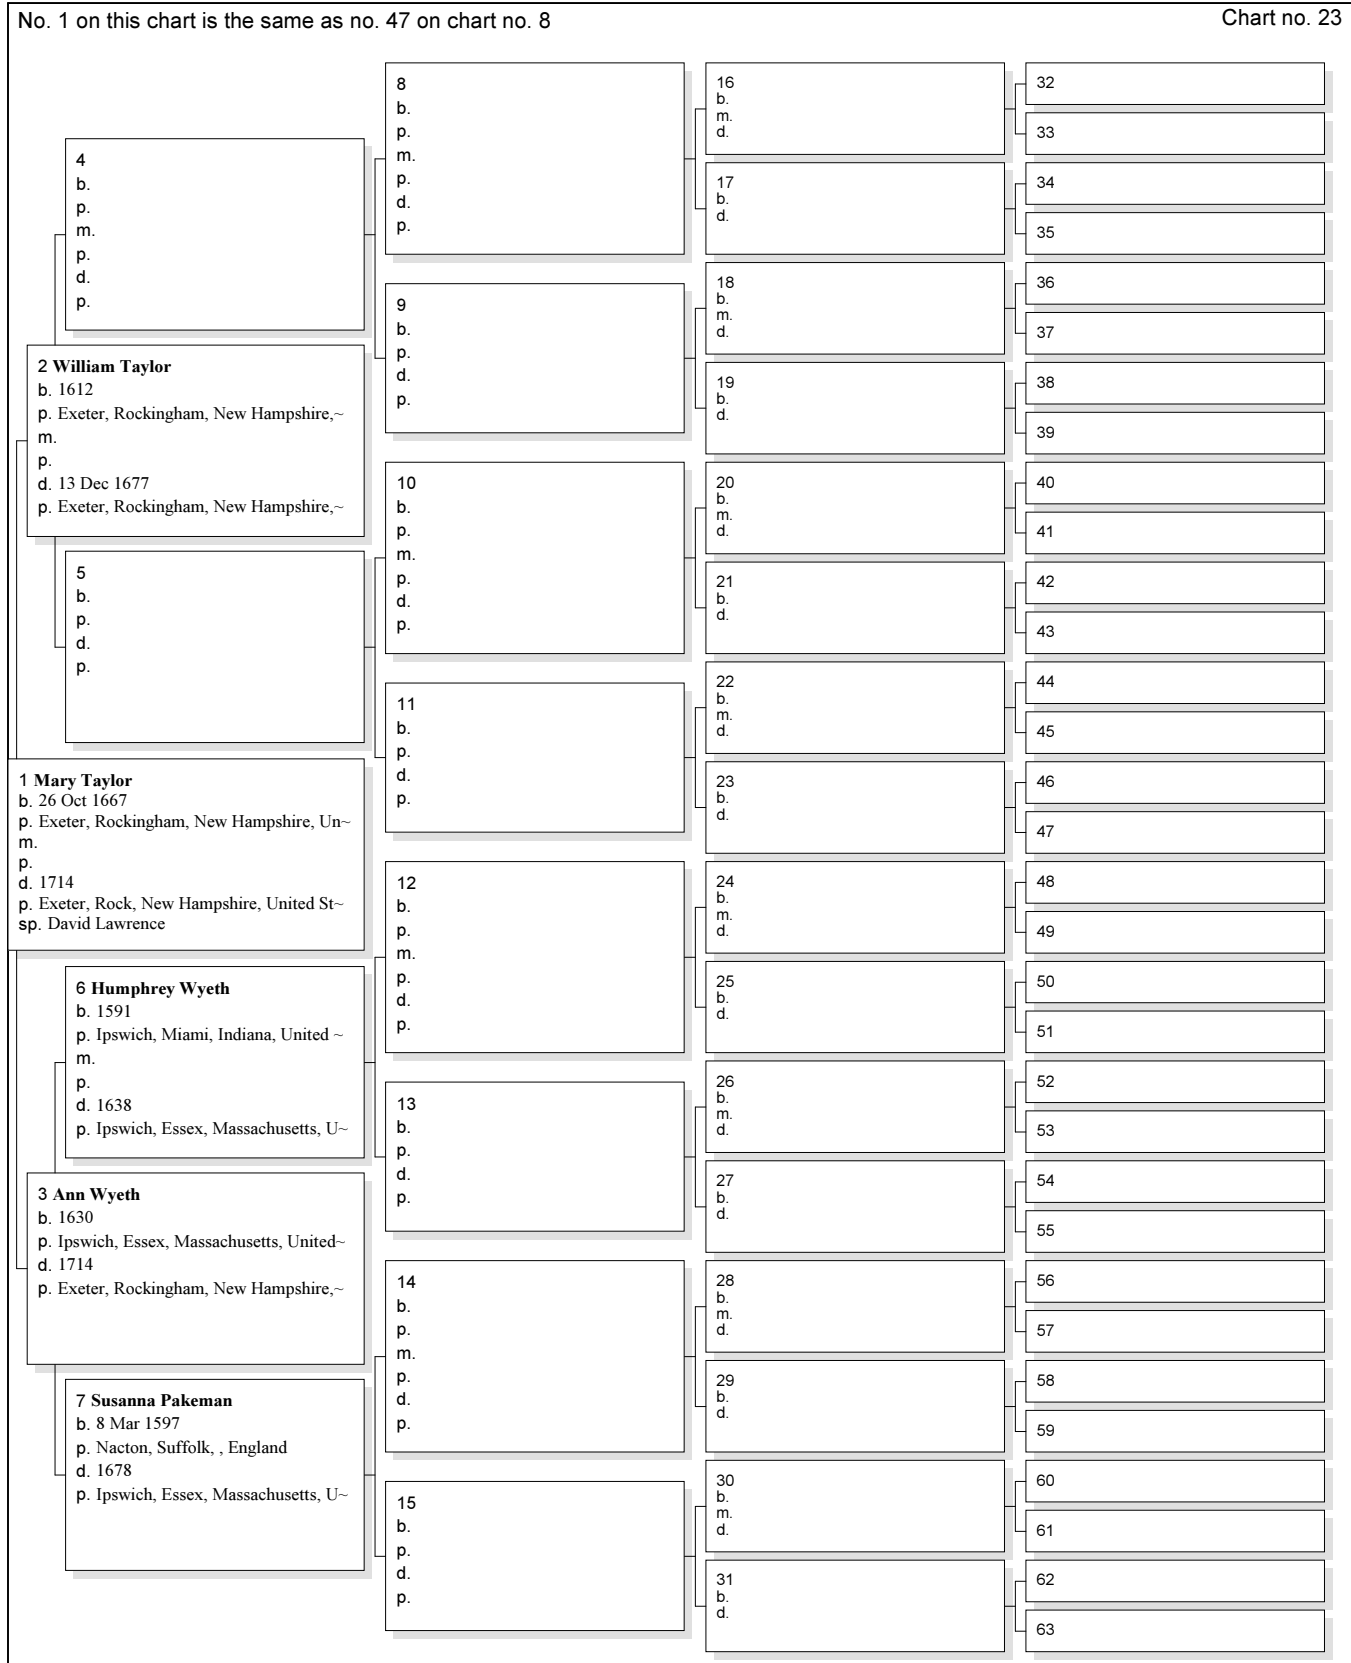 No. 1 on this chart is the same as no. 47 on chart no. 8
Chart no. 23
1 Mary Taylor
b. 26 Oct 1667
p. Exeter, Rockingham, New Hampshire, Un~
m.
p.
d. 1714
p. Exeter, Rock, New Hampshire, United St~
sp. David Lawrence
2 William Taylor
b. 1612
p. Exeter, Rockingham, New Hampshire,~
m.
p.
d. 13 Dec 1677
p. Exeter, Rockingham, New Hampshire,~
3 Ann Wyeth
b. 1630
p. Ipswich, Essex, Massachusetts, United~
d. 1714
p. Exeter, Rockingham, New Hampshire,~
4
b.
p.
m.
p.
d.
p.
5
b.
p.
d.
p.
6 Humphrey Wyeth
b. 1591
p. Ipswich, Miami, Indiana, United ~
m.
p.
d. 1638
p. Ipswich, Essex, Massachusetts, U~
7 Susanna Pakeman
b. 8 Mar 1597
p. Nacton, Suffolk, , England
d. 1678
p. Ipswich, Essex, Massachusetts, U~
8
b.
p.
m.
p.
d.
p.
9
b.
p.
d.
p.
10
b.
p.
m.
p.
d.
p.
11
b.
p.
d.
p.
12
b.
p.
m.
p.
d.
p.
13
b.
p.
d.
p.
14
b.
p.
m.
p.
d.
p.
15
b.
p.
d.
p.
16
b.
m.
d.
17
b.
d.
18
b.
m.
d.
19
b.
d.
20
b.
m.
d.
21
b.
d.
22
b.
m.
d.
23
b.
d.
24
b.
m.
d.
25
b.
d.
26
b.
m.
d.
27
b.
d.
28
b.
m.
d.
29
b.
d.
30
b.
m.
d.
31
b.
d.
32
33
34
35
36
37
38
39
40
41
42
43
44
45
46
47
48
49
50
51
52
53
54
55
56
57
58
59
60
61
62
63